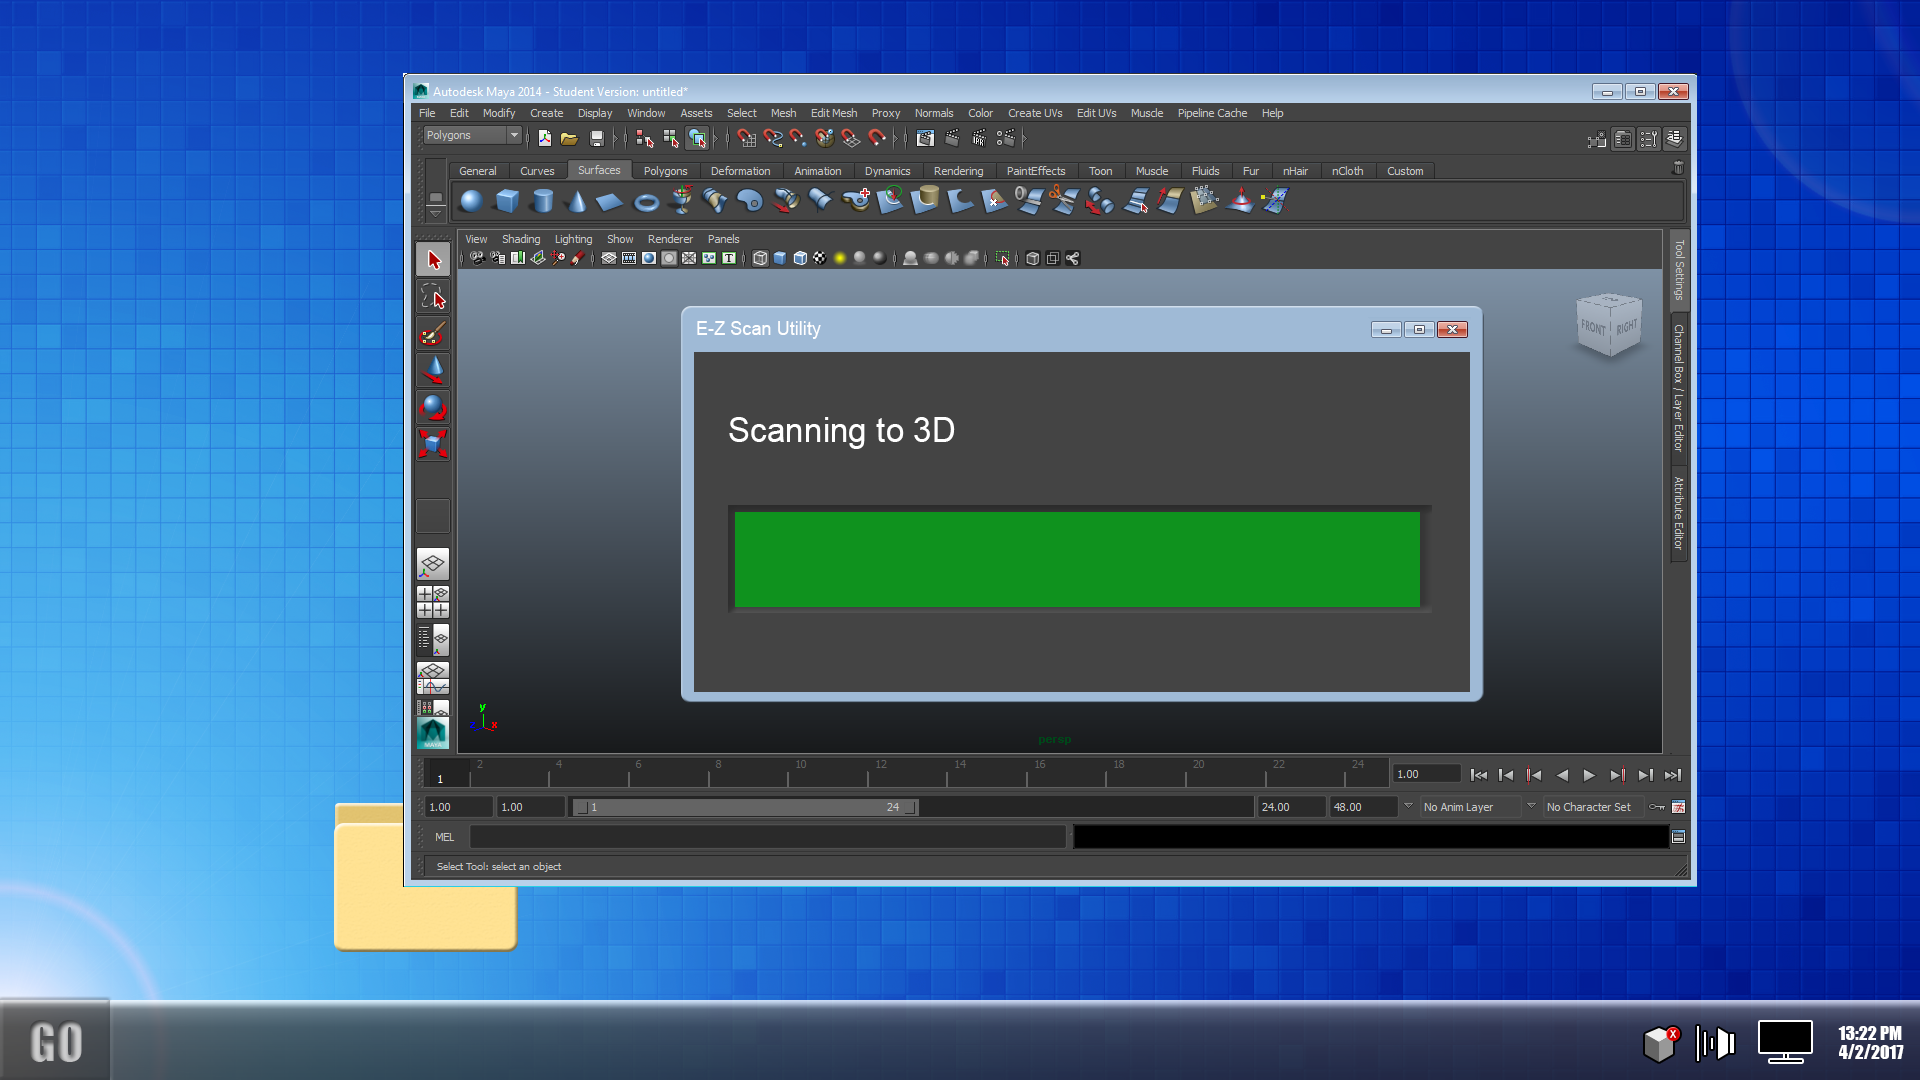 Autodesk Maya 2014 - Student Version: untitled*
File Edit Modify Create Display Window Assets Select Mesh Edit Mesh Proxy Normals Color Create UVs Edit UVs Muscle Pipeline Cache Help
Polygons
General Curves Surfaces Polygons Deformation Animation Dynamics Rendering PaintEffects Toon Muscle Fluids Fur nHair nCloth Custom
View Shading Lighting Show Renderer Panels
Tool Settings
Channel Box / Layer Editor
Attribute Editor
FRONT RIGHT
E-Z Scan Utility
Scanning to 3D
MAYA
y
z x
persp
1 2 4 6 8 10 12 14 16 18 20 22 24 1.00
1.00 1.00 1 24 24.00 48.00 No Anim Layer No Character Set
MEL
Select Tool: select an object
GO
X
13:22 PM
4/2/2017